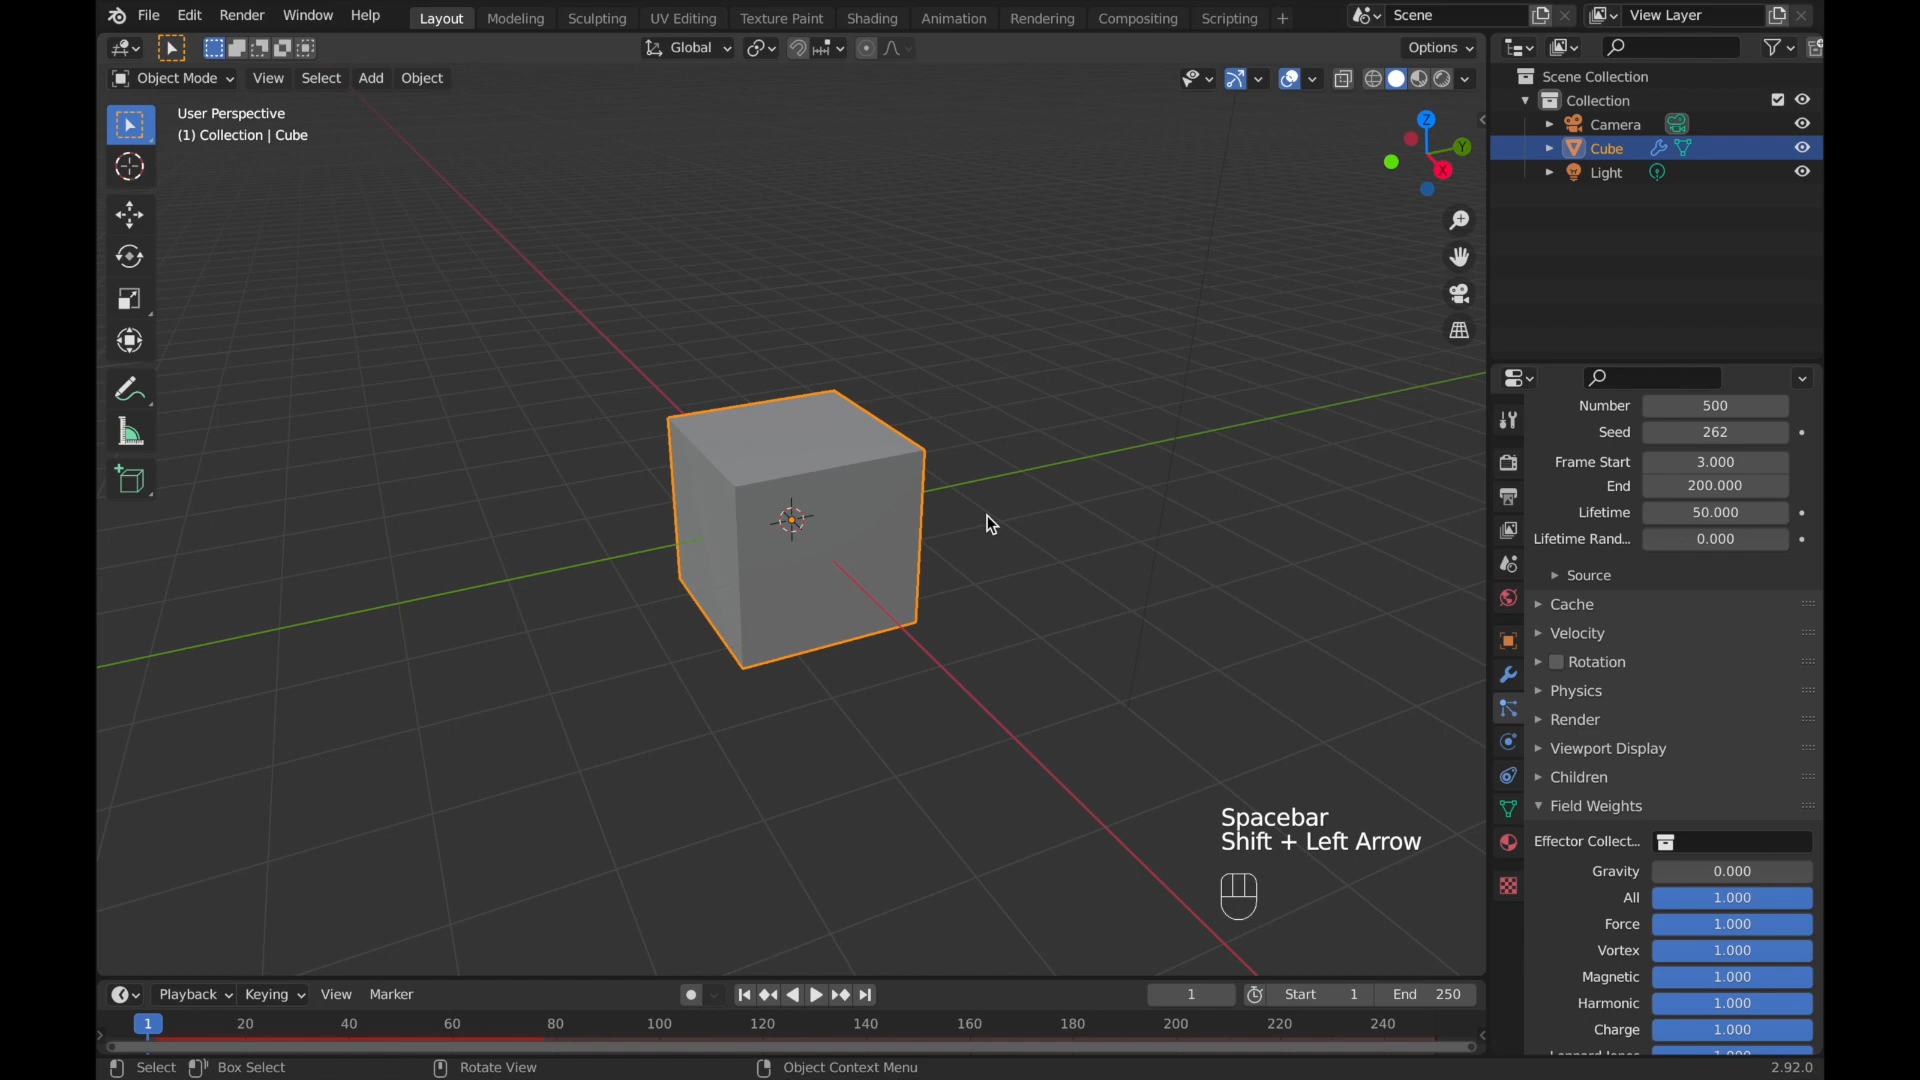 File Edit Render Window Help
Layout Modeling Sculpting UV Editing Texture Paint Shading Animation Rendering Compositing Scripting +
Scene
View Layer
Global
Options
Object Mode View Select Add Object
User Perspective
(1) Collection | Cube
Z
Y
X
Scene Collection
Collection
Camera
Cube
Light
Number 500
Seed 262
Frame Start 3.000
End 200.000
Lifetime 50.000
Lifetime Rand... 0.000
Source
Cache
Velocity
Rotation
Physics
Render
Viewport Display
Children
Field Weights
Effector Collect...
Gravity 0.000
All 1.000
Force 1.000
Vortex 1.000
Magnetic 1.000
Harmonic 1.000
Charge 1.000
Spacebar
Shift + Left Arrow
Playback Keying View Marker
1 Start 1 End 250
1 20 40 60 80 100 120 140 160 180 200 220 240
Select Box Select Rotate View Object Context Menu 2.92.0